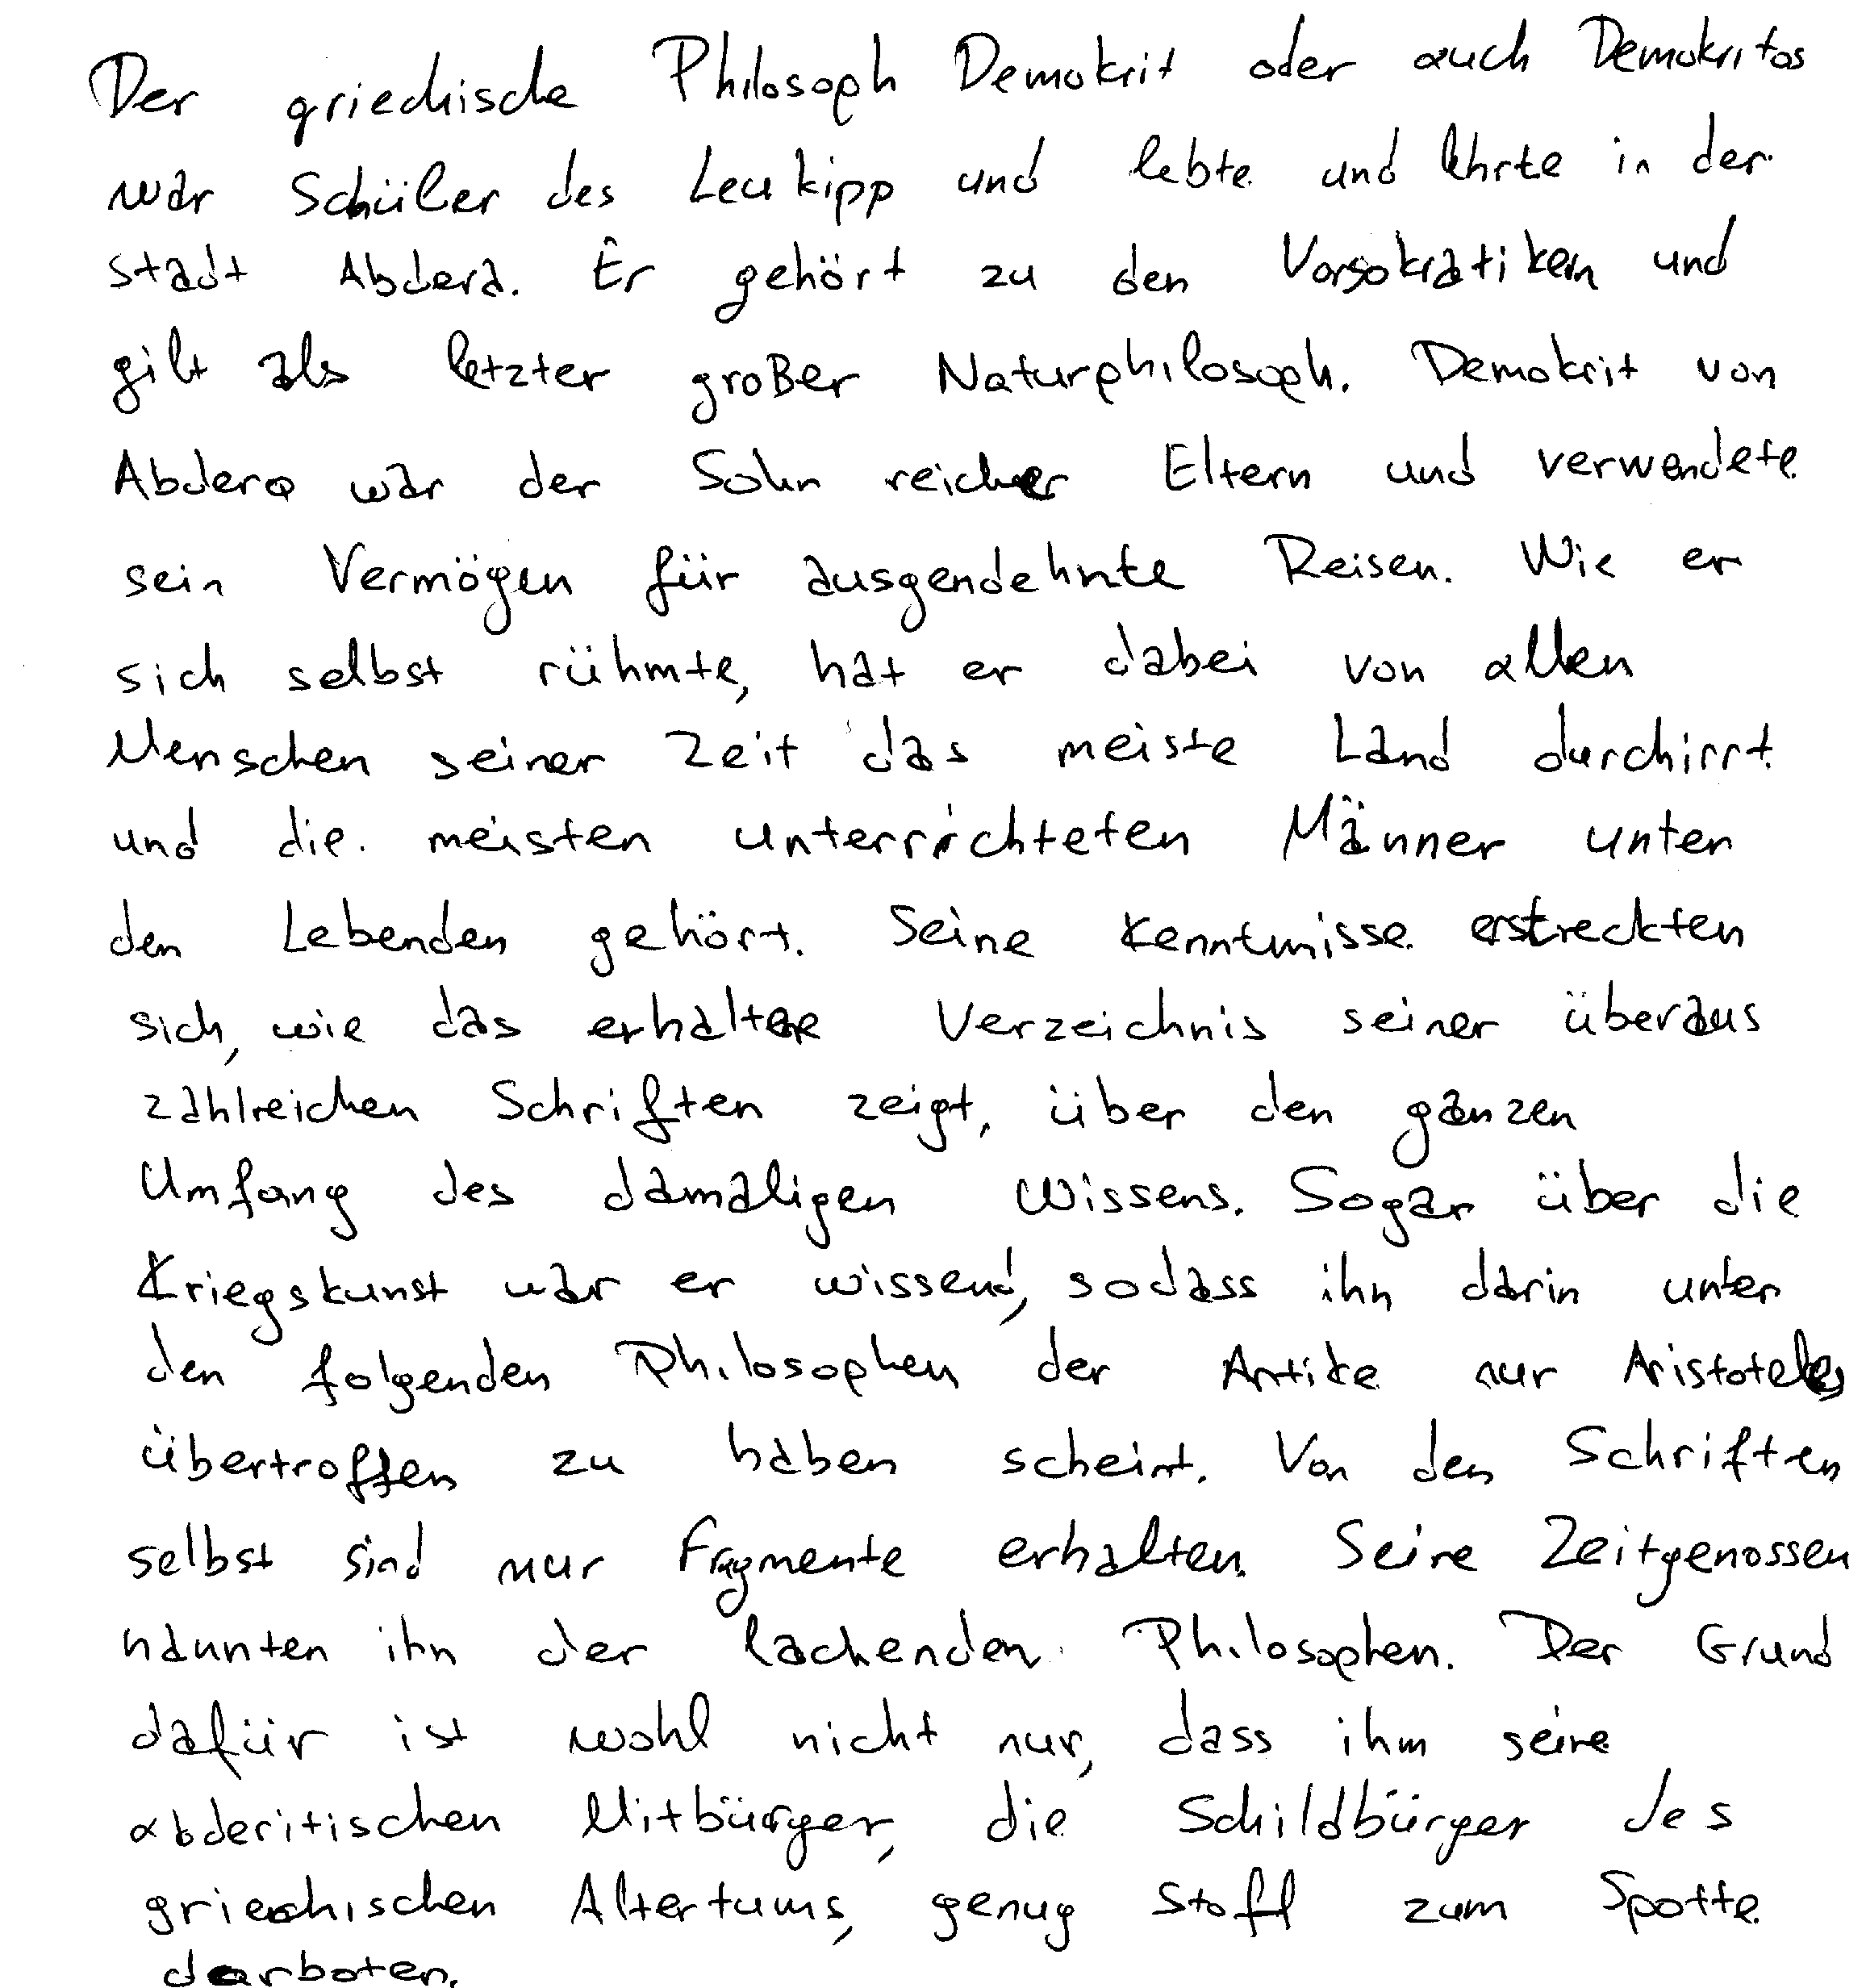 Der griechische Philosoph Demokrit oder auch Demokritos
war Schüler des Leukipp und lebte und lehrte in der
Stadt Abdera. Er gehört zu den Vorsokratikern und
gilt als letzter großer Naturphilosoph. Demokrit von
Abdera war der Sohn reicher Eltern und verwendete
sein Vermögen für ausgendehnte Reisen. Wie er
sich selbst rühmte, hat er dabei von allen
Menschen seiner Zeit das meiste Land durchirrt
und die meisten unterrichteten Männer unter
den Lebenden gehört. Seine Kenntnisse erstreckten
sich, wie das erhaltene Verzeichnis seiner überaus
zahlreichen Schriften zeigt, über den ganzen
Umfang des damaligen Wissens. Sogar über die
Kriegskunst war er wissend, sodass ihn darin unter
den folgenden Philosophen der Antike nur Aristoteles
übertroffen zu haben scheint. Von den Schriften
selbst sind nur Fragmente erhalten. Seine Zeitgenossen
nannten ihn der lachenden Philosophen. Der Grund
dafür ist wohl nicht nur, dass ihm seine
abderitischen Mitbürger, die Schildbürger des
griechischen Altertums, genug Stoff zum Spotte
darboten.